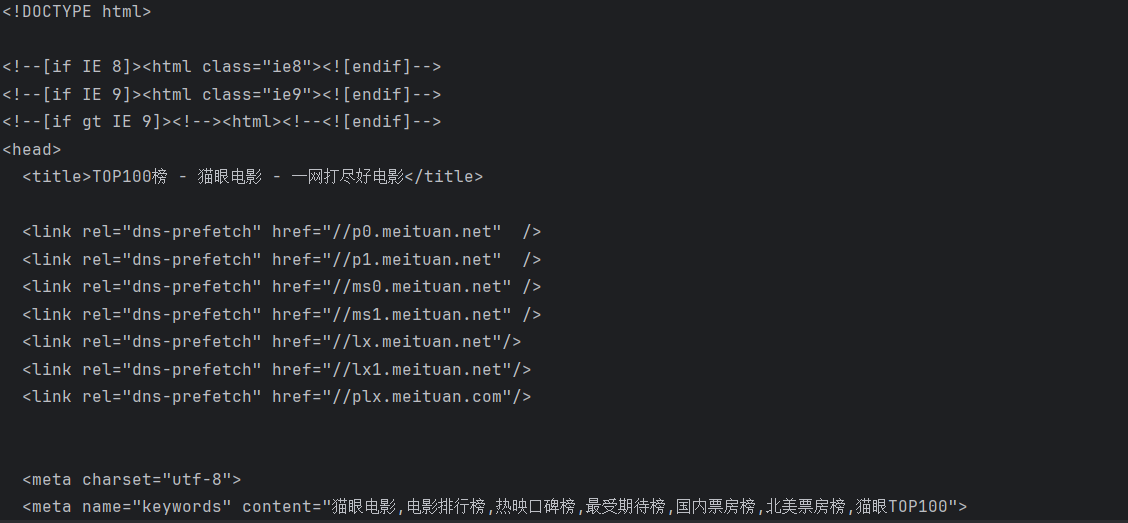 <!DOCTYPE html>
<!--[if IE 8]><html class="ie8"><![endif]-->
<!--[if IE 9]><html class="ie9"><![endif]-->
<!--[if gt IE 9]><!--><html><!--<![endif]-->
<head>
  <title>TOP100榜 - 猫眼电影 - 一网打尽好电影</title>
  <link rel="dns-prefetch" href="//p0.meituan.net"  />
  <link rel="dns-prefetch" href="//p1.meituan.net"  />
  <link rel="dns-prefetch" href="//ms0.meituan.net" />
  <link rel="dns-prefetch" href="//ms1.meituan.net" />
  <link rel="dns-prefetch" href="//lx.meituan.net"/>
  <link rel="dns-prefetch" href="//lx1.meituan.net"/>
  <link rel="dns-prefetch" href="//plx.meituan.com"/>
  <meta charset="utf-8">
  <meta name="keywords" content="猫眼电影,电影排行榜,热映口碑榜,最受期待榜,国内票房榜,北美票房榜,猫眼TOP100">